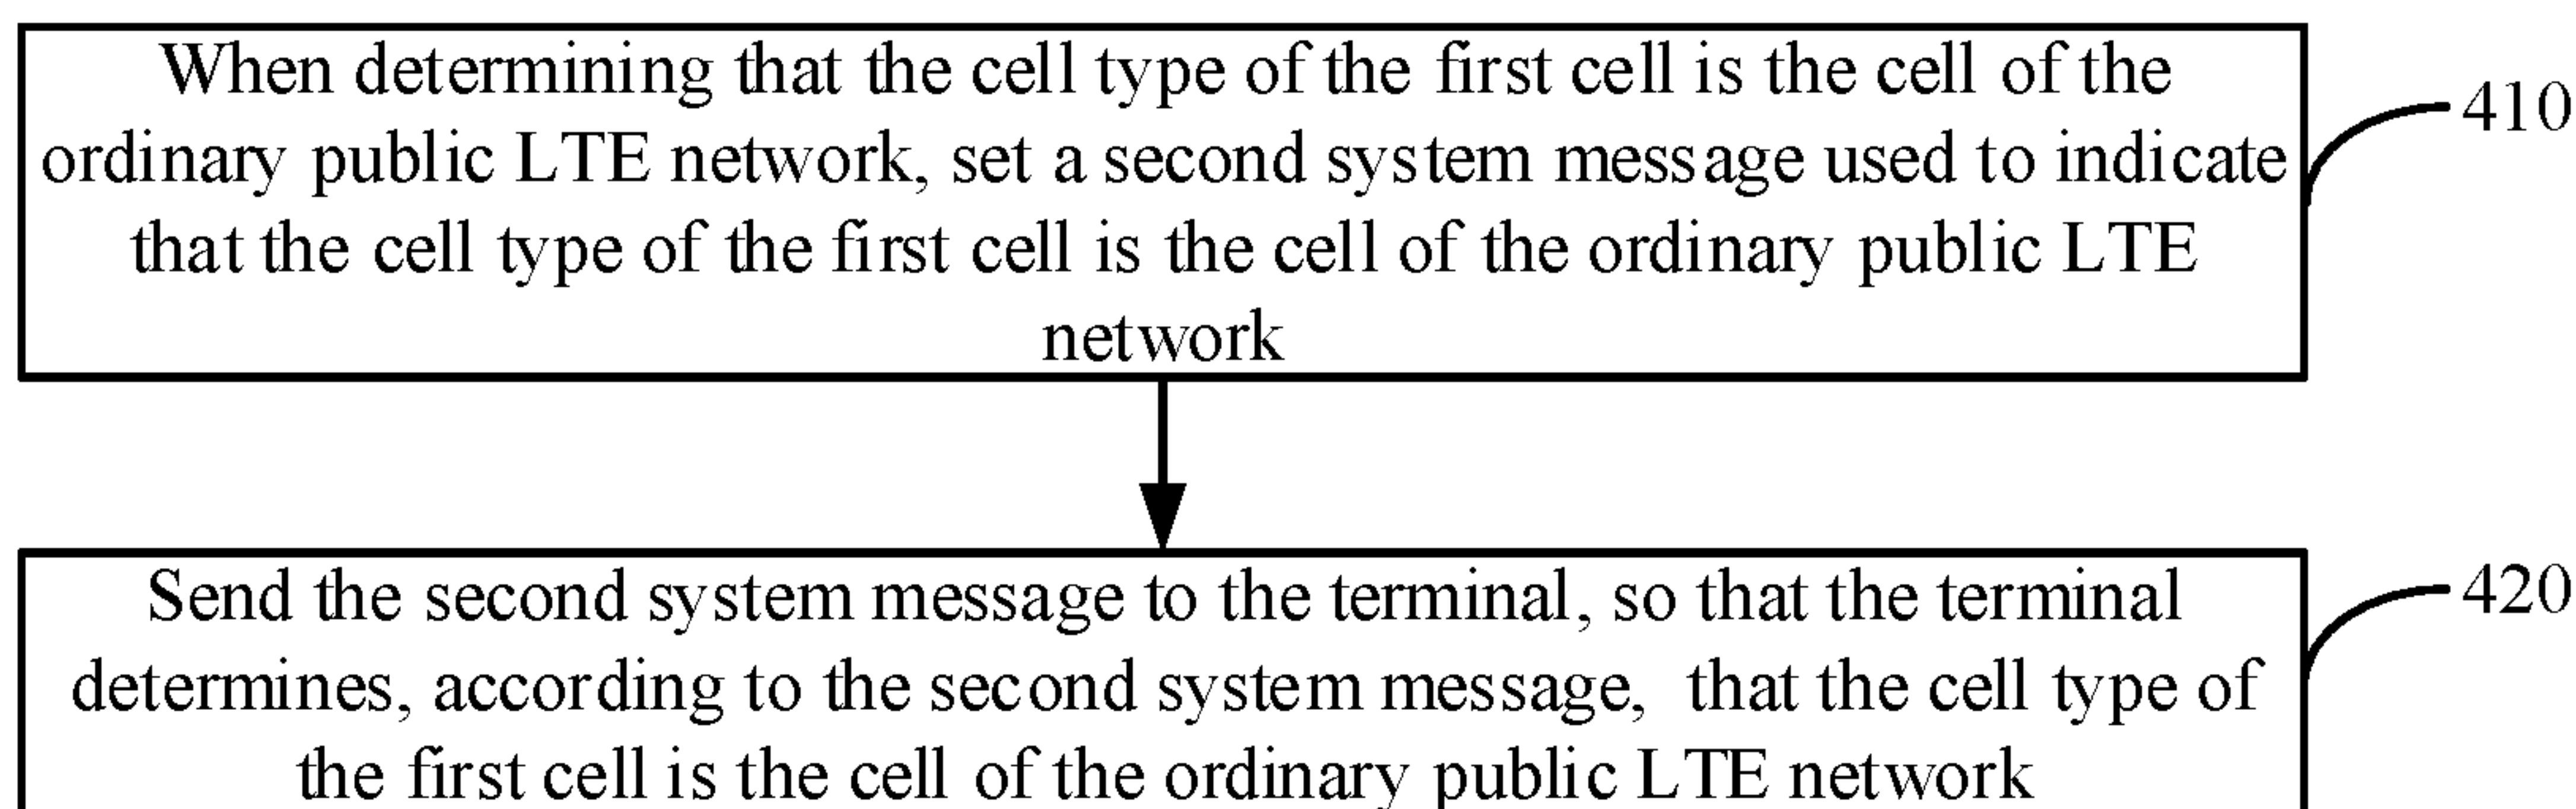 When determining that the cell type of the first cell is the cell of the
ordinary public LTE network, set a second system message used to indicate
that the cell type of the first cell is the cell of the ordinary public LTE
network
410
Send the second system message to the terminal, so that the terminal
determines, according to the second system message, that the cell type of
the first cell is the cell of the ordinary public LTE network
420